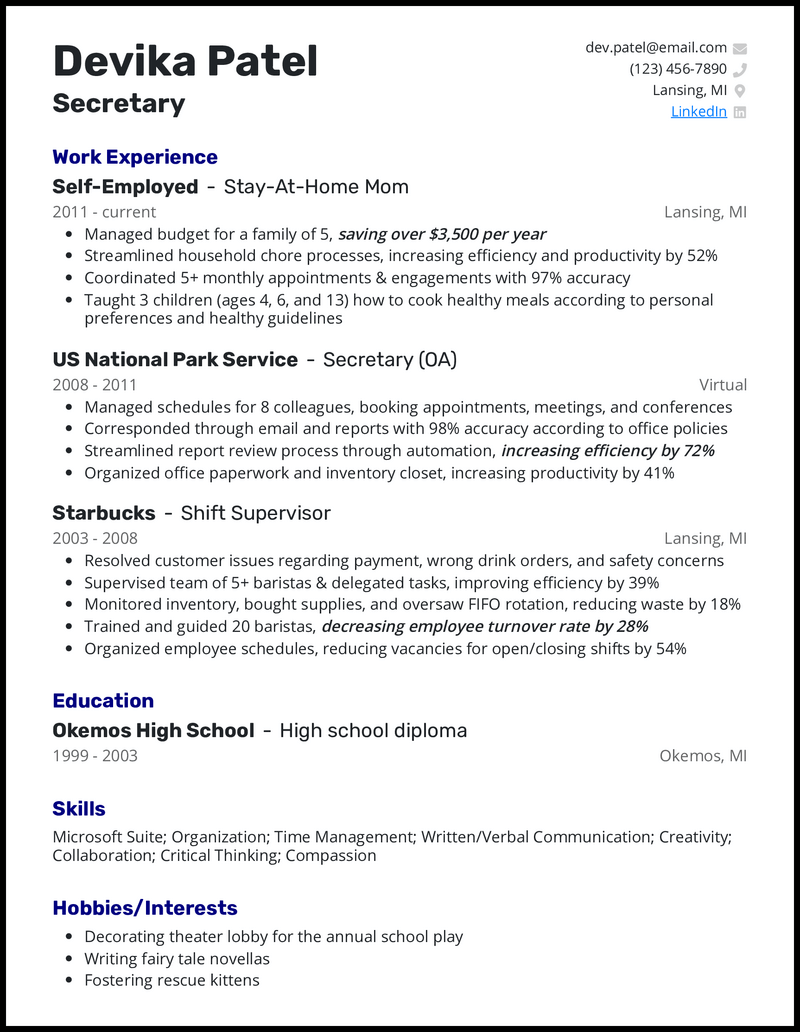 Devika Patel
Secretary
dev.patel@email.com
(123) 456-7890
Lansing, MI
LinkedIn
Work Experience
Self-Employed - Stay-At-Home Mom
2011 - current Lansing, MI
• Managed budget for a family of 5, saving over $3,500 per year
• Streamlined household chore processes, increasing efficiency and productivity by 52%
• Coordinated 5+ monthly appointments & engagements with 97% accuracy
• Taught 3 children (ages 4, 6, and 13) how to cook healthy meals according to personal
preferences and healthy guidelines
US National Park Service - Secretary (OA)
2008 - 2011 Virtual
• Managed schedules for 8 colleagues, booking appointments, meetings, and conferences
• Corresponded through email and reports with 98% accuracy according to office policies
• Streamlined report review process through automation, increasing efficiency by 72%
• Organized office paperwork and inventory closet, increasing productivity by 41%
Starbucks - Shift Supervisor
2003 - 2008 Lansing, MI
• Resolved customer issues regarding payment, wrong drink orders, and safety concerns
• Supervised team of 5+ baristas & delegated tasks, improving efficiency by 39%
• Monitored inventory, bought supplies, and oversaw FIFO rotation, reducing waste by 18%
• Trained and guided 20 baristas, decreasing employee turnover rate by 28%
• Organized employee schedules, reducing vacancies for open/closing shifts by 54%
Education
Okemos High School - High school diploma
1999 - 2003 Okemos, MI
Skills
Microsoft Suite; Organization; Time Management; Written/Verbal Communication; Creativity;
Collaboration; Critical Thinking; Compassion
Hobbies/Interests
• Decorating theater lobby for the annual school play
• Writing fairy tale novellas
• Fostering rescue kittens